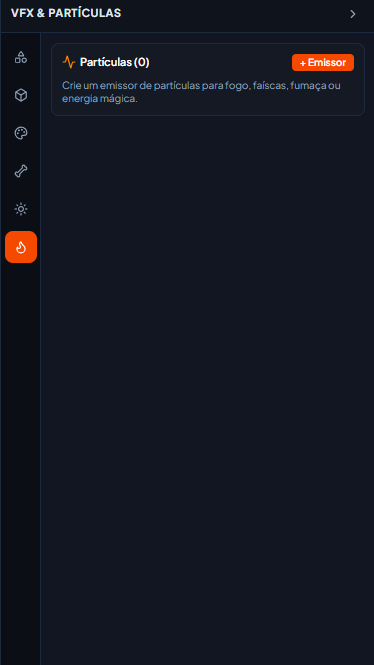 VFX & PARTÍCULAS
Partículas (0)
+ Emissor
Crie um emissor de partículas para fogo, faíscas, fumaça ou
energia mágica.